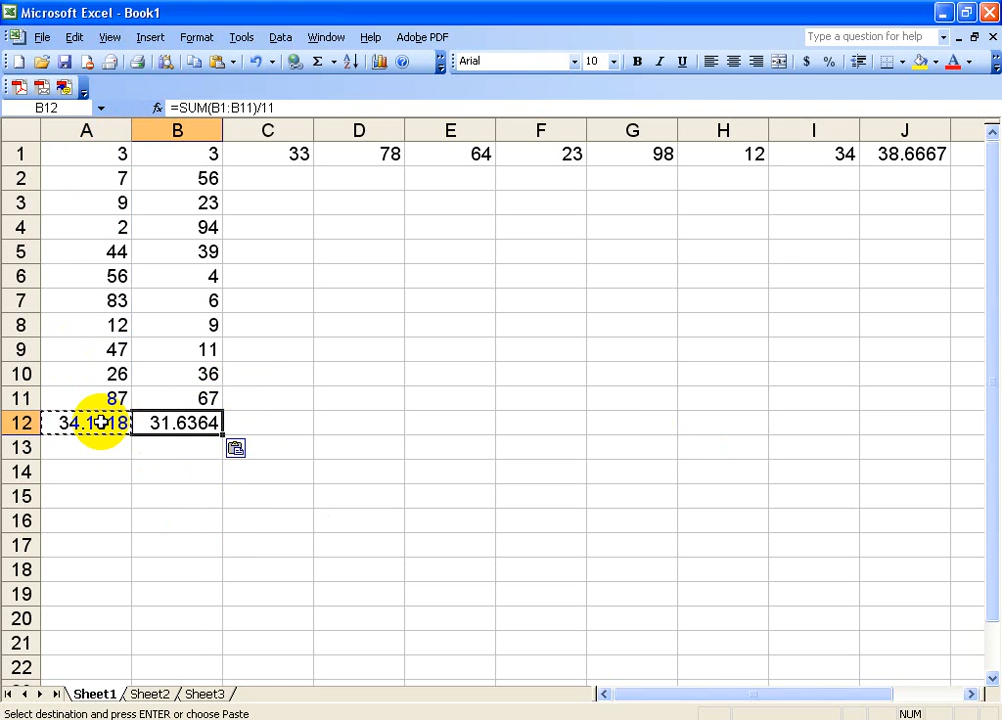 Microsoft Excel - Book1
File Edit View Insert Format Tools Data Window Help Adobe PDF Type a question for help
Σ Arial 10 B I U $ %
B12 fx =SUM(B1:B11)/11
A B C D E F G H I J
1 3 3 33 78 64 23 98 12 34 38.6667
2 7 56
3 9 23
4 2 94
5 44 39
6 56 4
7 83 6
8 12 9
9 47 11
10 26 36
11 87 67
12 31.6364
13
14
15
16
17
18
19
20
21
22
Sheet1 Sheet2 Sheet3
Select destination and press ENTER or choose Paste NUM